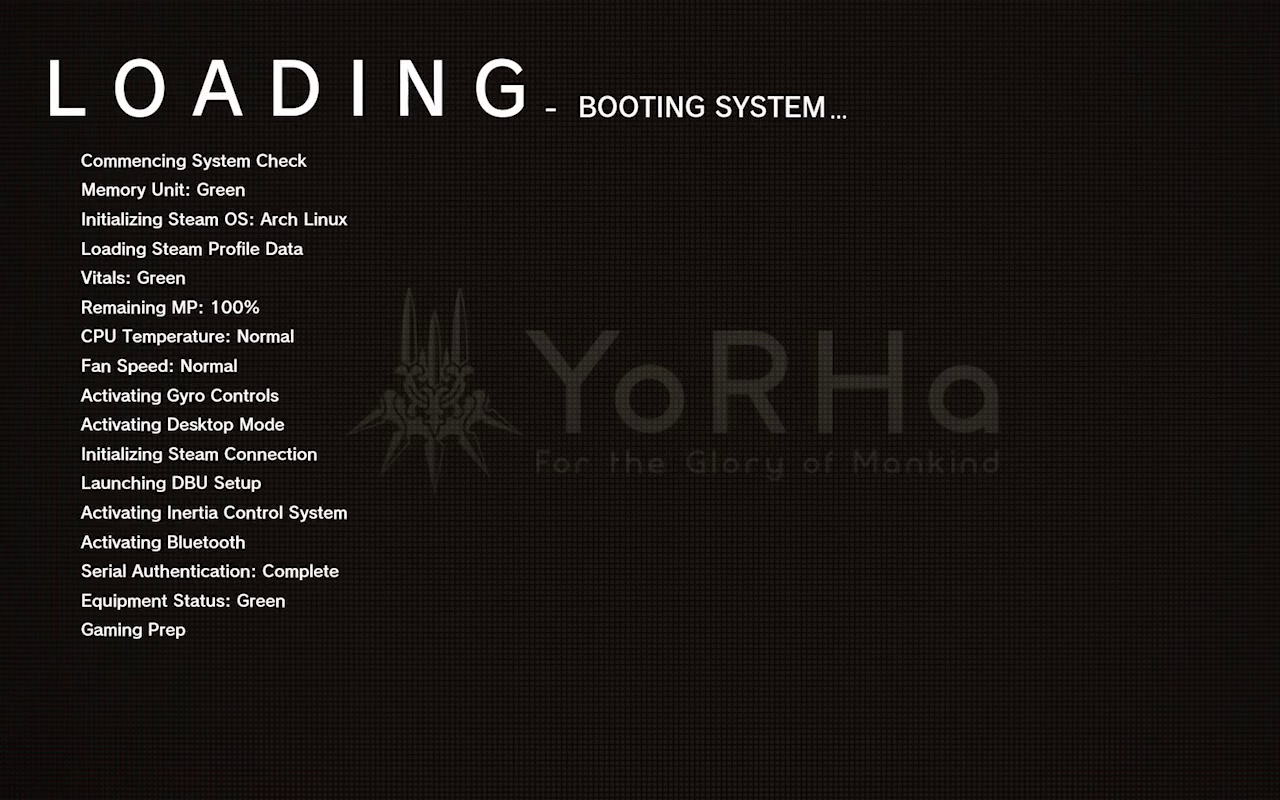 LOADING - BOOTING SYSTEM...
Commencing System Check
Memory Unit: Green
Initializing Steam OS: Arch Linux
Loading Steam Profile Data
Vitals: Green
Remaining MP: 100%
CPU Temperature: Normal
Fan Speed: Normal
Activating Gyro Controls
Activating Desktop Mode
Initializing Steam Connection
Launching DBU Setup
Activating Inertia Control System
Activating Bluetooth
Serial Authentication: Complete
Equipment Status: Green
Gaming Prep
YoRHa
For the Glory of Mankind